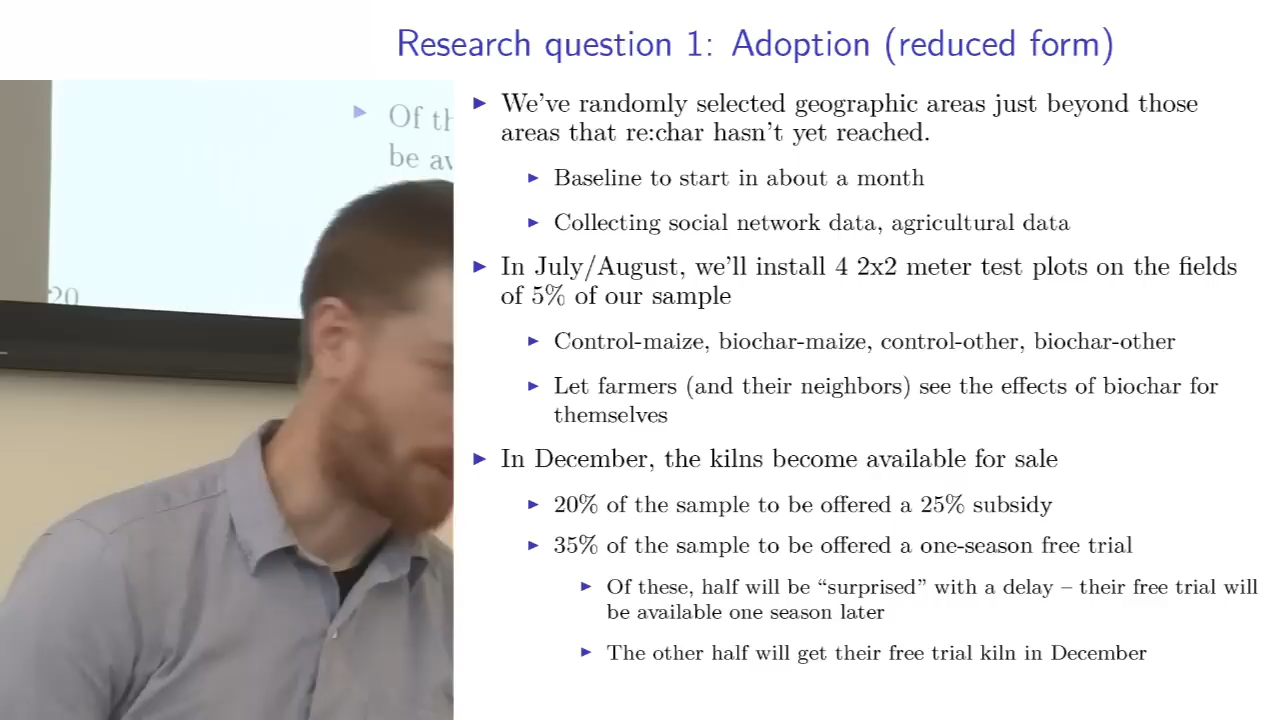 Research question 1: Adoption (reduced form)
▶ We've randomly selected geographic areas just beyond those
areas that re:char hasn't yet reached.
▶ Baseline to start in about a month
▶ Collecting social network data, agricultural data
▶ In July/August, we'll install 4 2x2 meter test plots on the fields
of 5% of our sample
▶ Control-maize, biochar-maize, control-other, biochar-other
▶ Let farmers (and their neighbors) see the effects of biochar for
themselves
▶ In December, the kilns become available for sale
▶ 20% of the sample to be offered a 25% subsidy
▶ 35% of the sample to be offered a one-season free trial
▶ Of these, half will be “surprised” with a delay – their free trial will
be available one season later
▶ The other half will get their free trial kiln in December
▶ Of th
be av
20